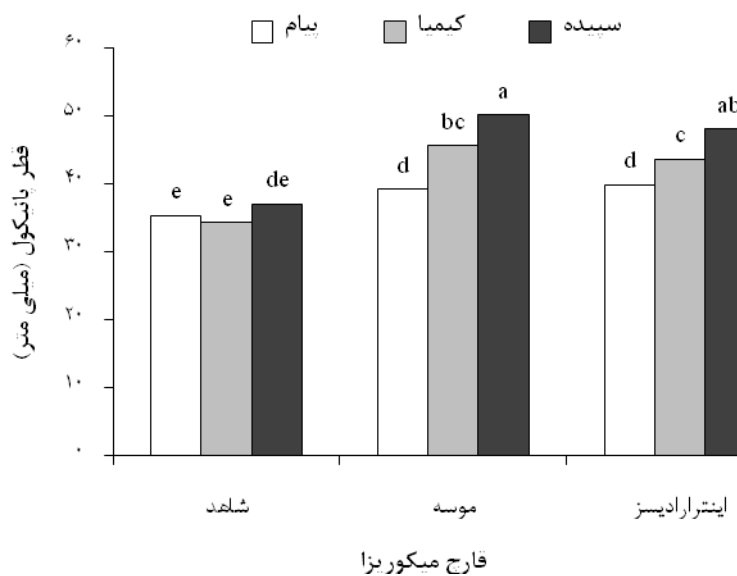 پیام کیمیا سپیده
قطر پانیکول (میلی متر)
۶۰
۵۰
۴۰
۳۰
۲۰
۱۰
۰
e e de
d bc a
d c ab
شاهد موسه اینترارادیسز
قارچ میکوریزا